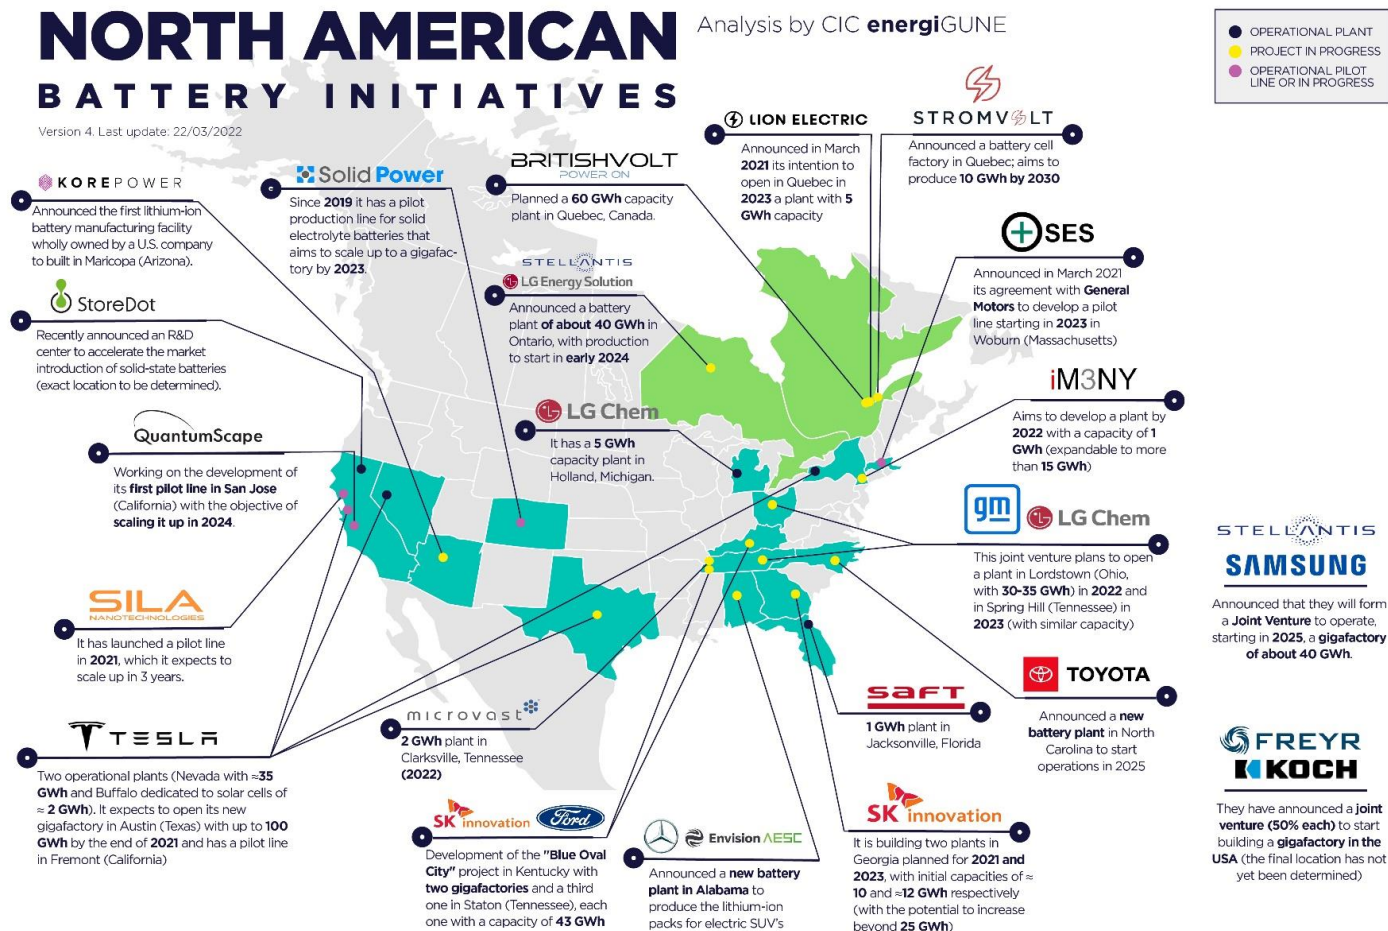 NORTH AMERICAN
BATTERY INITIATIVES
Version 4. Last update: 22/03/2022
Analysis by CIC energiGUNE
OPERATIONAL PLANT
PROJECT IN PROGRESS
OPERATIONAL PILOT
LINE OR IN PROGRESS
KOREPOWER
Announced the first lithium-ion
battery manufacturing facility
wholly owned by a U.S. company
to built in Maricopa (Arizona).
Solid Power
Since 2019 it has a pilot
production line for solid
electrolyte batteries that
aims to scale up to a gigafac-
tory by 2023.
BRITISHVOLT
POWER ON
Planned a 60 GWh capacity
plant in Quebec, Canada.
LION ELECTRIC
Announced in March
2021 its intention to
open in Quebec in
2023 a plant with 5
GWh capacity
STROMVOLT
Announced a battery cell
factory in Quebec; aims to
produce 10 GWh by 2030
STELLANTIS
LG Energy Solution
Announced a battery
plant of about 40 GWh in
Ontario, with production
to start in early 2024
SES
Announced in March 2021
its agreement with General
Motors to develop a pilot
line starting in 2023 in
Woburn (Massachusetts)
StoreDot
Recently announced an R&D
center to accelerate the market
introduction of solid-state batteries
(exact location to be determined).
iM3NY
Aims to develop a plant by
2022 with a capacity of 1
GWh (expandable to more
than 15 GWh)
LG Chem
It has a 5 GWh
capacity plant in
Holland, Michigan.
QuantumScape
Working on the development of
its first pilot line in San Jose
(California) with the objective of
scaling it up in 2024.
gm
LG Chem
This joint venture plans to open
a plant in Lordstown (Ohio,
with 30-35 GWh) in 2022 and
in Spring Hill (Tennessee) in
2023 (with similar capacity)
STELLANTIS
SAMSUNG
Announced that they will form
a Joint Venture to operate,
starting in 2025, a gigafactory
of about 40 GWh.
SILA
NANOTECHNOLOGIES
It has launched a pilot line
in 2021, which it expects to
scale up in 3 years.
TOYOTA
Announced a new
battery plant in North
Carolina to start
operations in 2025
saft
1 GWh plant in
Jacksonville, Florida
microvast
2 GWh plant in
Clarksville, Tennessee
(2022)
TESLA
Two operational plants (Nevada with ≈35
GWh and Buffalo dedicated to solar cells of
≈ 2 GWh). It expects to open its new
gigafactory in Austin (Texas) with up to 100
GWh by the end of 2021 and has a pilot line
in Fremont (California)
FREYR
KOCH
They have announced a joint
venture (50% each) to start
building a gigafactory in the
USA (the final location has not
yet been determined)
SK innovation
Ford
Development of the "Blue Oval
City" project in Kentucky with
two gigafactories and a third
one in Staton (Tennessee), each
one with a capacity of 43 GWh
Envision AESC
Announced a new battery
plant in Alabama to
produce the lithium-ion
packs for electric SUV's
SK innovation
It is building two plants in
Georgia planned for 2021 and
2023, with initial capacities of ≈
10 and ≈12 GWh respectively
(with the potential to increase
beyond 25 GWh)